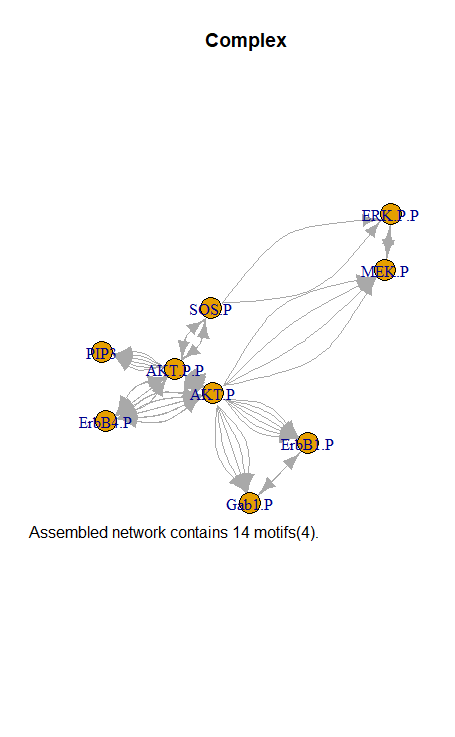 Complex
ERK.P.P
MEK.P
SOS.P
PIP3
AKT.P.P
AKT.P
ErbB4.P
ErbB1.P
Gab1.P
Assembled network contains 14 motifs(4).